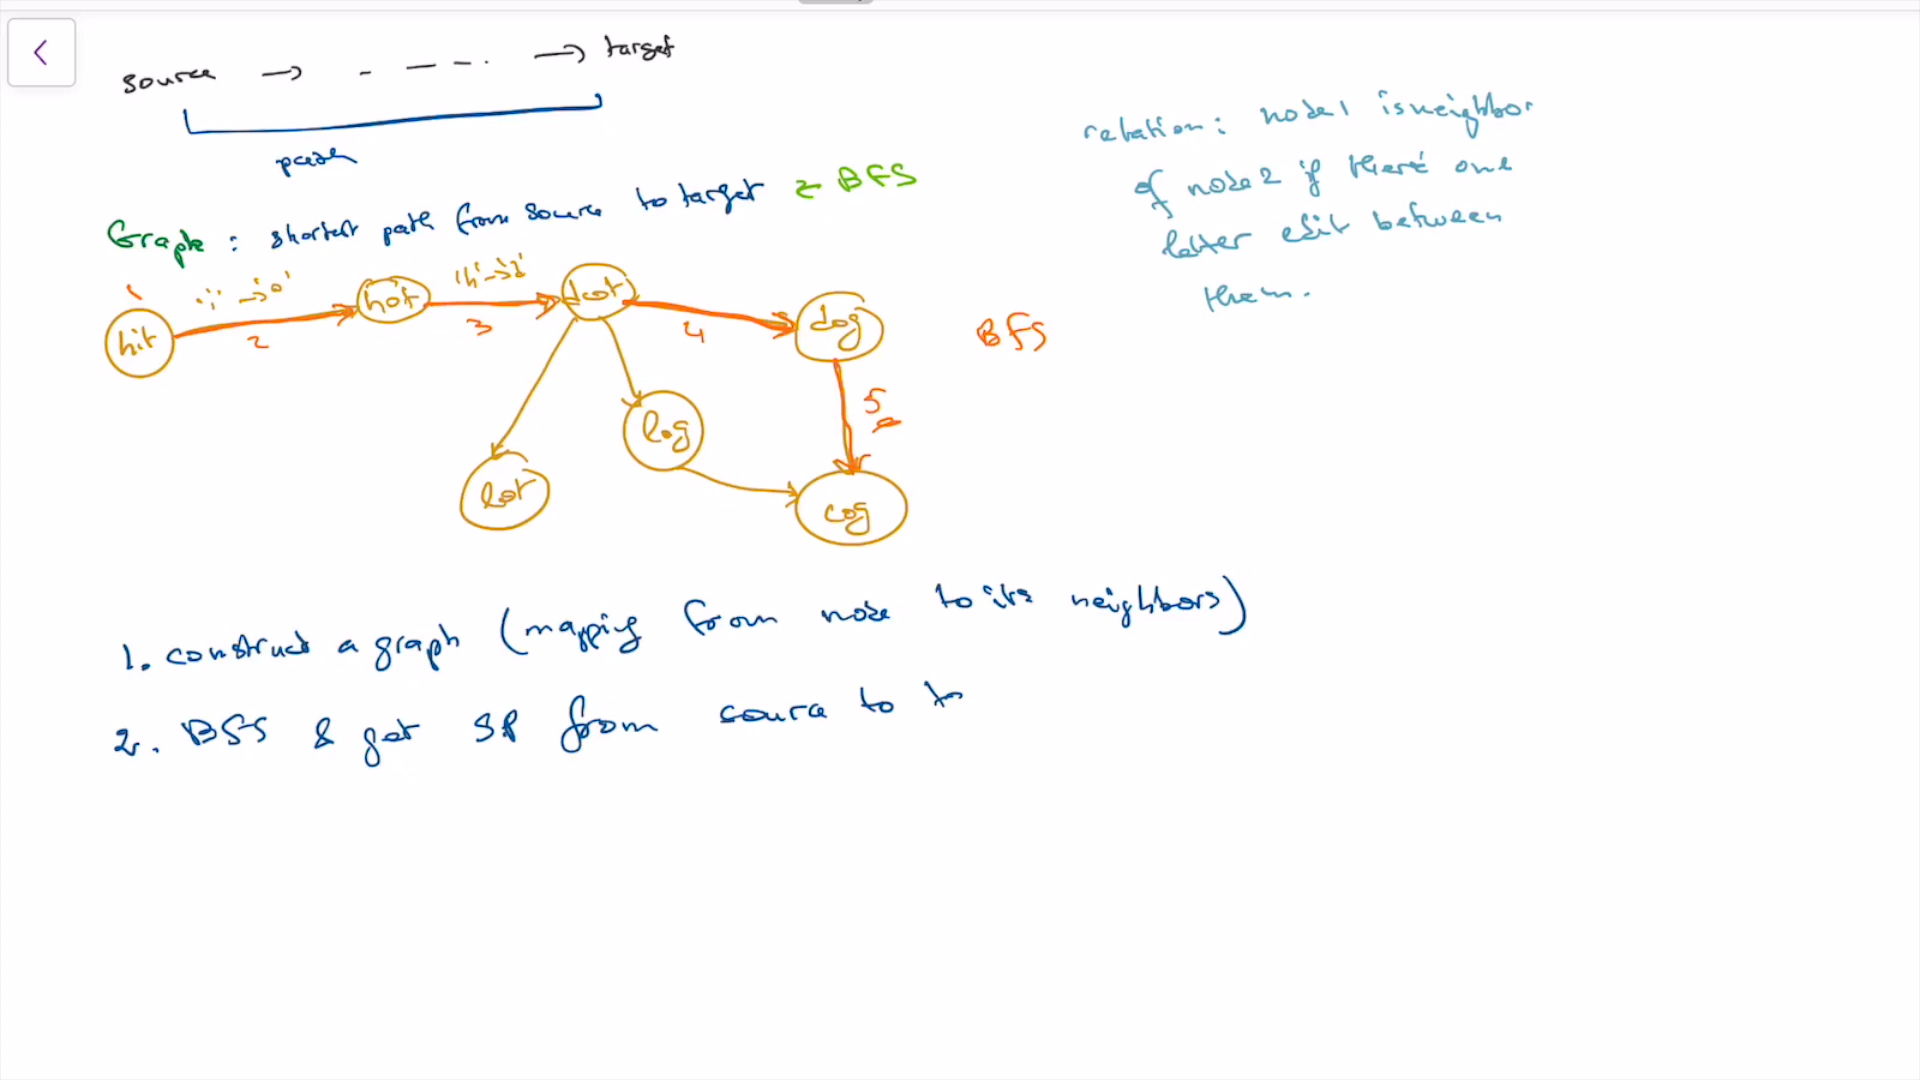 source → - — - . → target
path
Graph : shortest path from source to target ← BFS
relation : node1 is neighbor
of node2 if there's one
letter edit between
them.
1
'i' → 'o'
'h' → 'd'
hit
hot
dot
dog
2
3
4
BFS
5
log
lot
cog
1. construct a graph (mapping from node to its neighbors)
2. BFS & get SP from source to